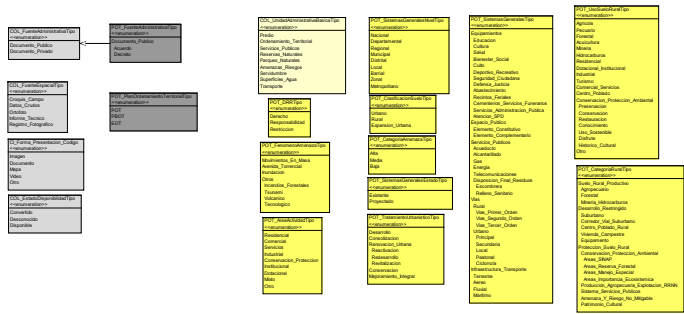 COL_FuenteAdministrativaTipo
<<enumeration>>
Documento_Publico
Documento_Privado
POT_FuenteAdministrativaTipo
<<enumeration>>
Documento_Publico
Acuerdo
Decreto
COL_FuenteEspacialTipo
<<enumeration>>
Croquis_Campo
Datos_Crudos
Ortofoto
Informe_Tecnico
Registro_Fotografico
POT_PlanOrdenamientoTerritorialTipo
<<enumeration>>
POT
PBOT
EOT
CI_Forma_Presentacion_Codigo
<<enumeration>>
Imagen
Documento
Mapa
Video
Otro
COL_EstadoDisponibilidadTipo
<<enumeration>>
Convertido
Desconocido
Disponible
COL_UnidadAdministrativaBasicaTipo
<<enumeration>>
Predio
Ordenamiento_Territorial
Servicios_Publicos
Reservas_Naturales
Parques_Naturales
Amenazas_Riesgos
Servidumbre
Superficie_Agua
Transporte
POT_DRRTipo
<<enumeration>>
Derecho
Responsabilidad
Restriccion
POT_FenomenoAmenazaTipo
<<enumeration>>
Movimientos_En_Masa
Avenida_Torrencial
Inundacion
Otros
Incendios_Forestales
Tsunami
Volcanico
Tecnologico
POT_AreaActividadTipo
<<enumeration>>
Residencial
Comercial
Servicios
Industrial
Conservacion_Proteccion
Institucional
Dotacional
Mixto
Otro
POT_SistemasGeneralesNivelTipo
<<enumeration>>
Nacional
Departamental
Regional
Municipal
Distrital
Local
Barrial
Zonal
Metropolitano
POT_ClasificacionSueloTipo
<<enumeration>>
Urbano
Rural
Expansion_Urbana
POT_CategoriaAmenazaTipo
<<enumeration>>
Alta
Media
Baja
POT_SistemasGeneralesEstadoTipo
<<enumeration>>
Existente
Proyectado
POT_TratamientoUrbanisticoTipo
<<enumeration>>
Desarrollo
Consolidacion
Renovacion_Urbana
Reactivacion
Redesarrollo
Revitalizacion
Conservacion
Mejoramiento_Integral
POT_SistemasGeneralesTipo
<<enumeration>>
Equipamientos
Educacion
Cultura
Salud
Bienestar_Social
Culto
Deportivo_Recreativo
Seguridad_Ciudadana
Defensa_Justicia
Abastecimiento
Recintos_Feriales
Cementerios_Servicios_Funerarios
Servicios_Administracion_Publica
Atencion_SPD
Espacio_Publico
Elemento_Constitutivo
Elemento_Complementario
Servicios_Publicos
Acueducto
Alcantarillado
Gas
Energia
Telecomunicaciones
Disposicion_Final_Residuos
Escombrera
Relleno_Sanitario
Vias
Rural
Vias_Primer_Orden
Vias_Segundo_Orden
Vias_Tercer_Orden
Urbano
Principal
Secundaria
Local
Peatonal
Ciclorruta
Infraestructura_Transporte
Terrestre
Aereo
Fluvial
Maritimo
POT_UsoSueloRuralTipo
<<enumeration>>
Agricola
Pecuario
Forestal
Acuicultura
Mineria
Hidrocarburos
Residencial
Dotacional_Institucional
Industrial
Turismo
Comercial_Servicios
Centro_Poblado
Conservacion_Proteccion_Ambiental
Preservacion
Conservacion
Restauracion
Conocimiento
Uso_Sostenible
Disfrute
Historico_Cultural
Otro
POT_CategoriaRuralTipo
<<enumeration>>
Suelo_Rural_Productivo
Agropecuario
Forestal
Mineria_Hidrocarburos
Desarrollo_Restringido
Suburbano
Corredor_Vial_Suburbano
Centro_Poblado_Rural
Vivienda_Campestre
Equipamento
Proteccion_Suelo_Rural
Conservacion_Proteccion_Ambiental
Areas_SINAP
Areas_Reserva_Forestal
Areas_Manejo_Especial
Areas_Importancia_Ecosistemica
Produccion_Agropecuaria_Explotacion_RRNN
Sistema_Servicios_Publicos
Amenaza_Y_Riesgo_No_Mitigable
Patrimonio_Cultural